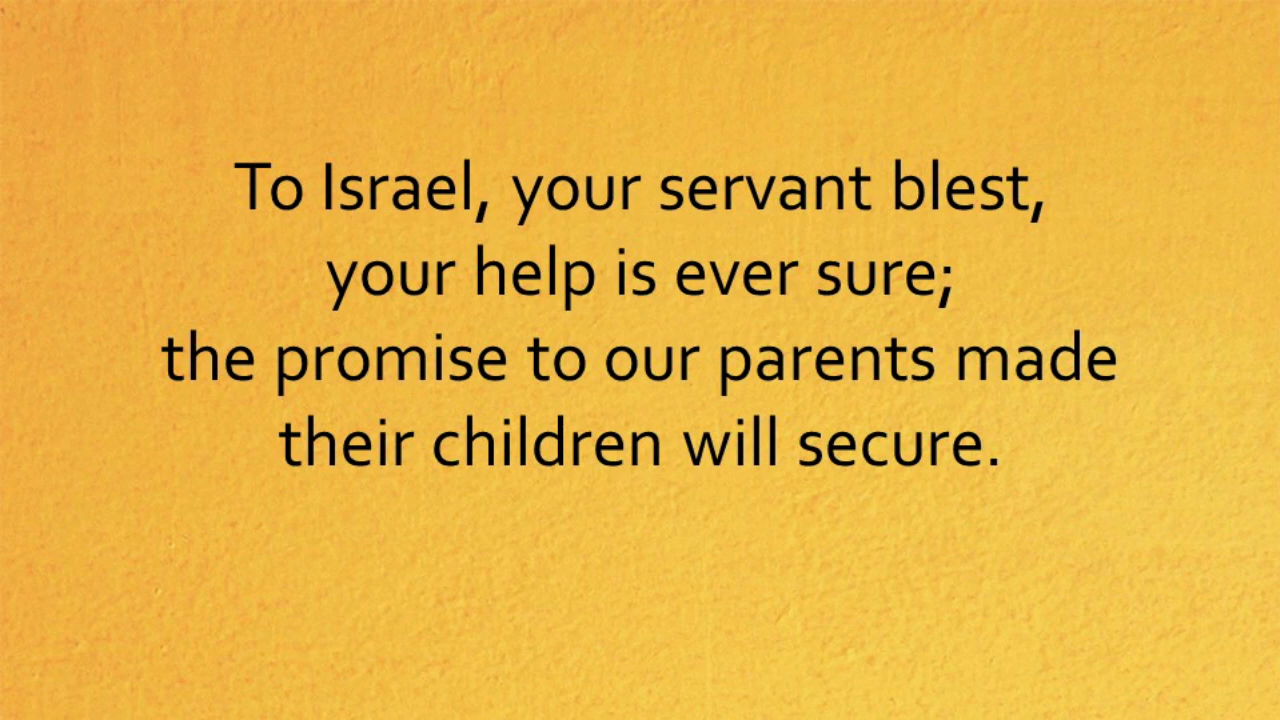 To Israel, your servant blest,
your help is ever sure;
the promise to our parents made
their children will secure.